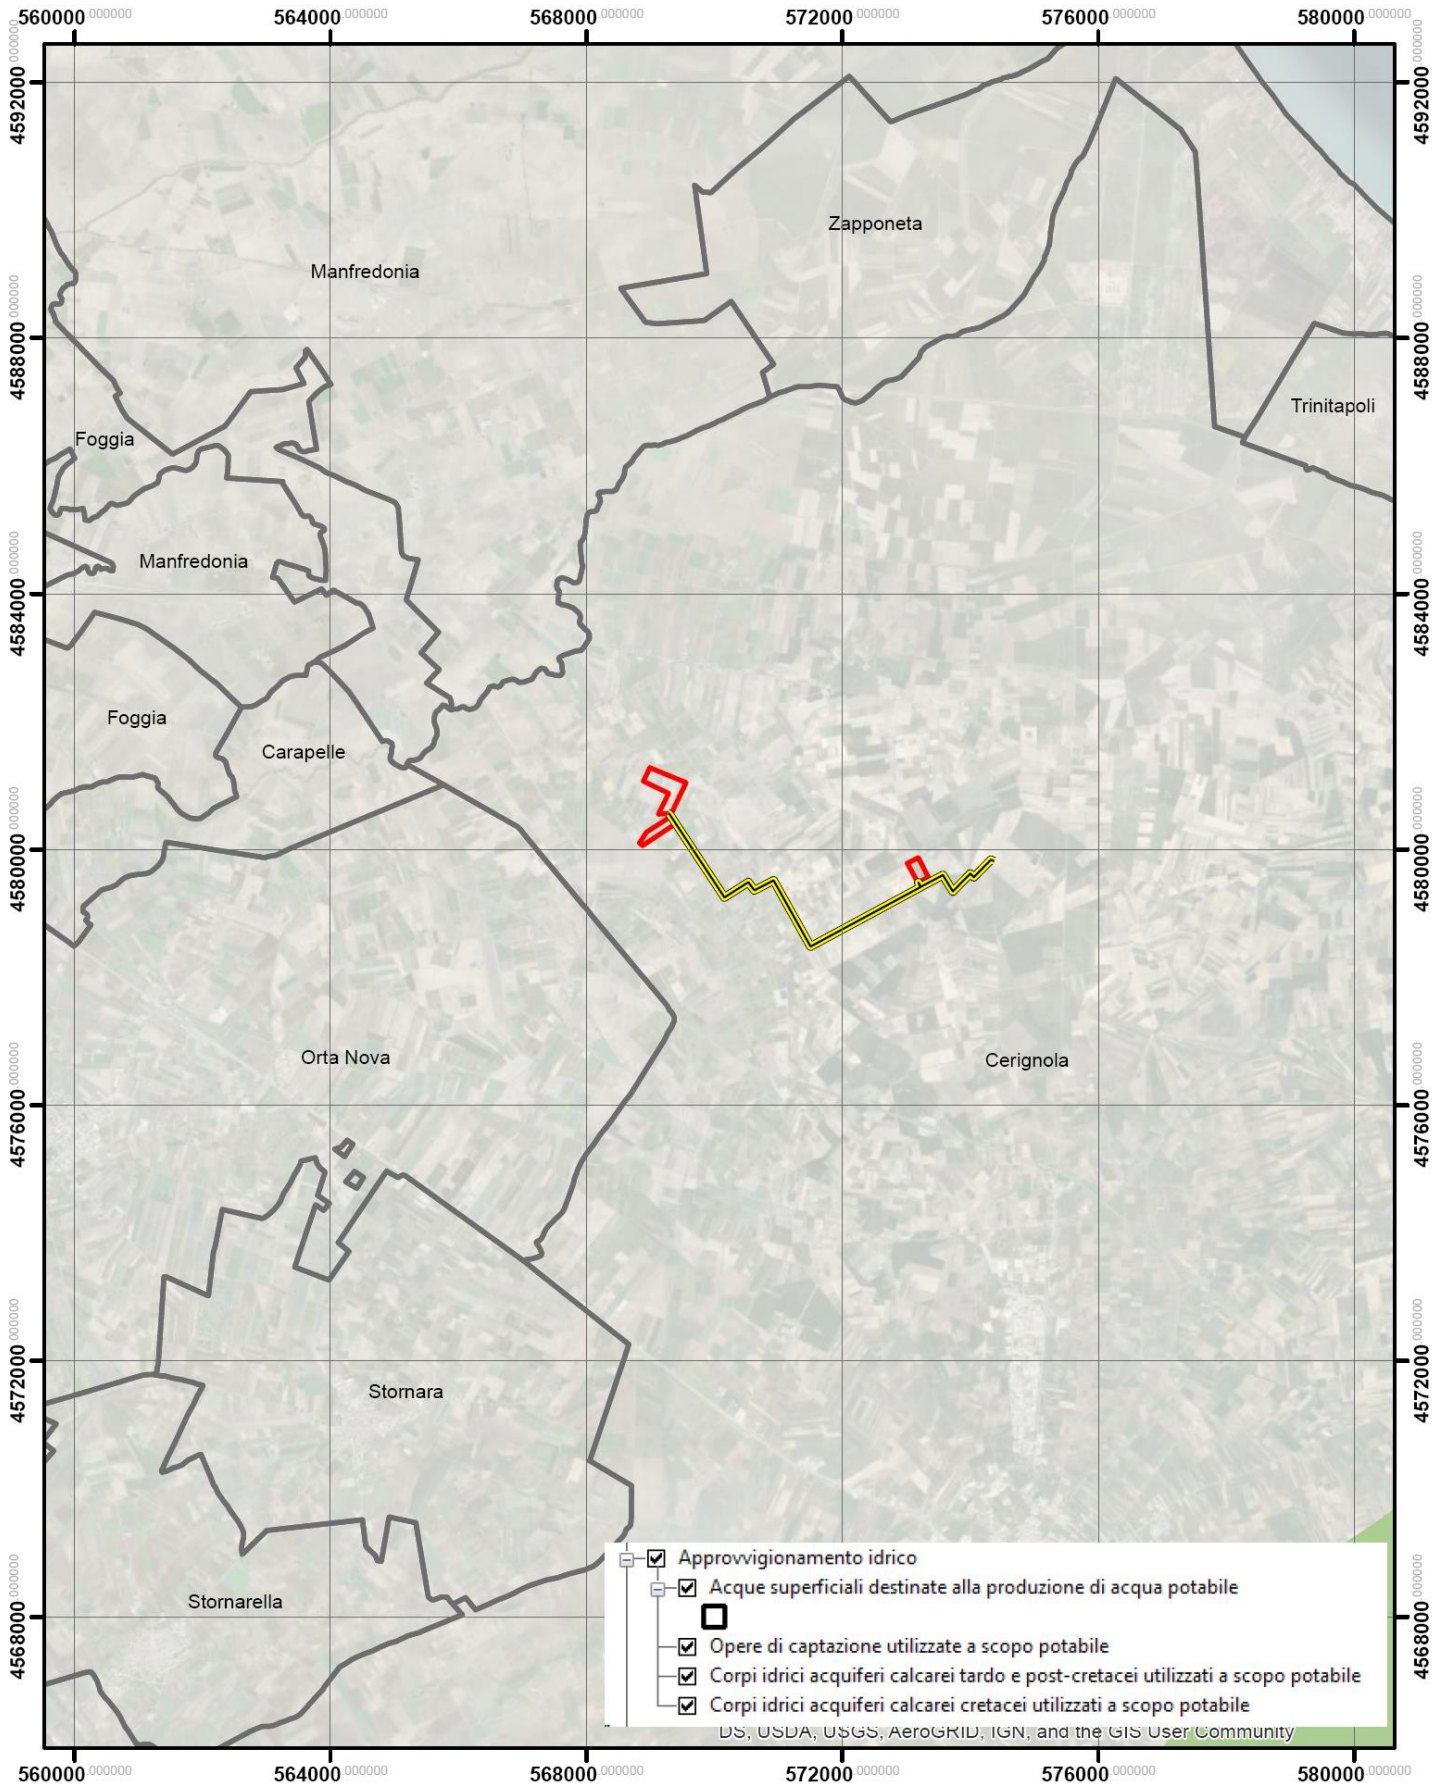 560000.000000 564000.000000 568000.000000 572000.000000 576000.000000 580000.000000
4592000.000000 4592000.000000
Zapponeta
Manfredonia
4588000.000000 4588000.000000
Trinitapoli
Foggia
Manfredonia
4584000.000000 4584000.000000
Foggia
Carapelle
4580000.000000 4580000.000000
Orta Nova
Cerignola
4576000.000000 4576000.000000
Stornara
4572000.000000 4572000.000000
Stornarella
4568000.000000 4568000.000000
Approvvigionamento idrico
Acque superficiali destinate alla produzione di acqua potabile
Opere di captazione utilizzate a scopo potabile
Corpi idrici acquiferi calcarei tardo e post-cretacei utilizzati a scopo potabile
Corpi idrici acquiferi calcarei cretacei utilizzati a scopo potabile
DS, USDA, USGS, AeroGRID, IGN, and the GIS User Community
560000.000000 564000.000000 568000.000000 572000.000000 576000.000000 580000.000000